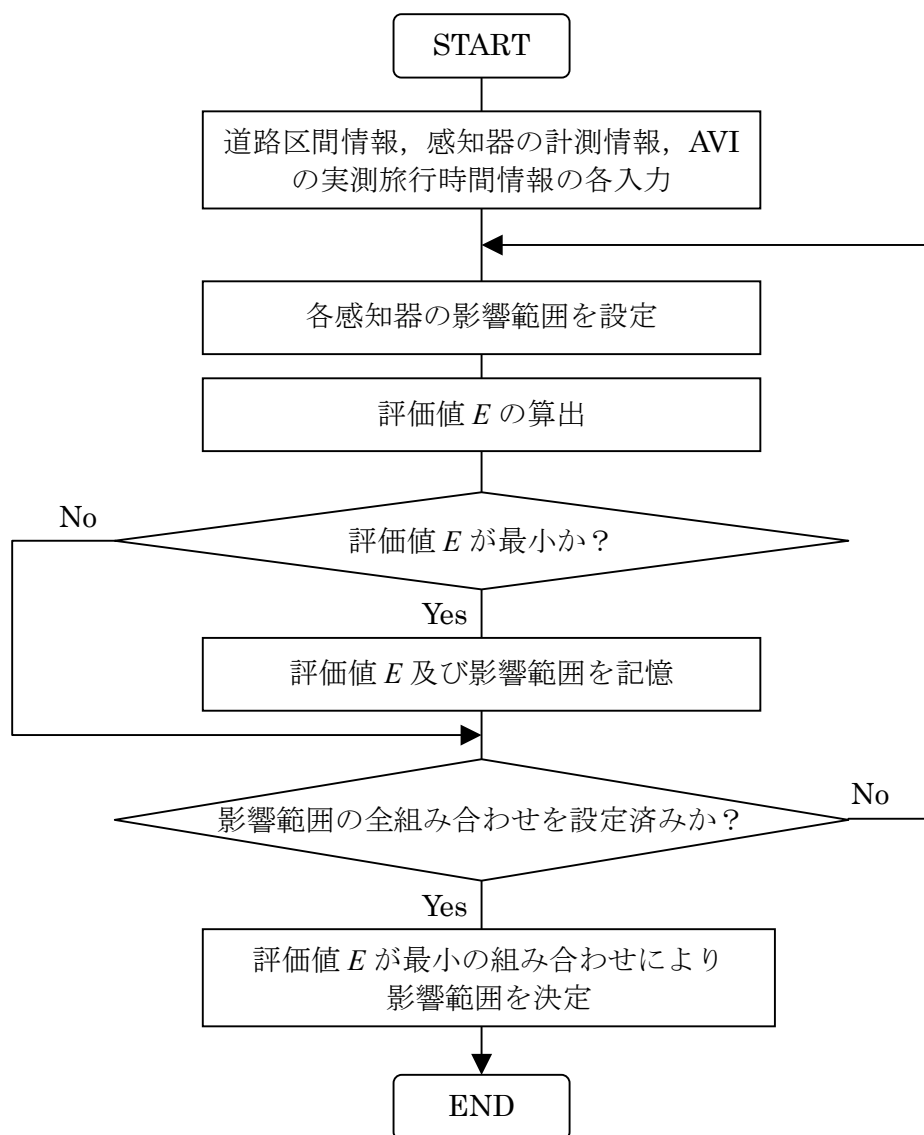 START
道路区間情報，感知器の計測情報，AVI
の実測旅行時間情報の各入力
各感知器の影響範囲を設定
評価値 E の算出
No
評価値 E が最小か？
Yes
評価値 E 及び影響範囲を記憶
影響範囲の全組み合わせを設定済みか？
No
Yes
評価値 E が最小の組み合わせにより
影響範囲を決定
END